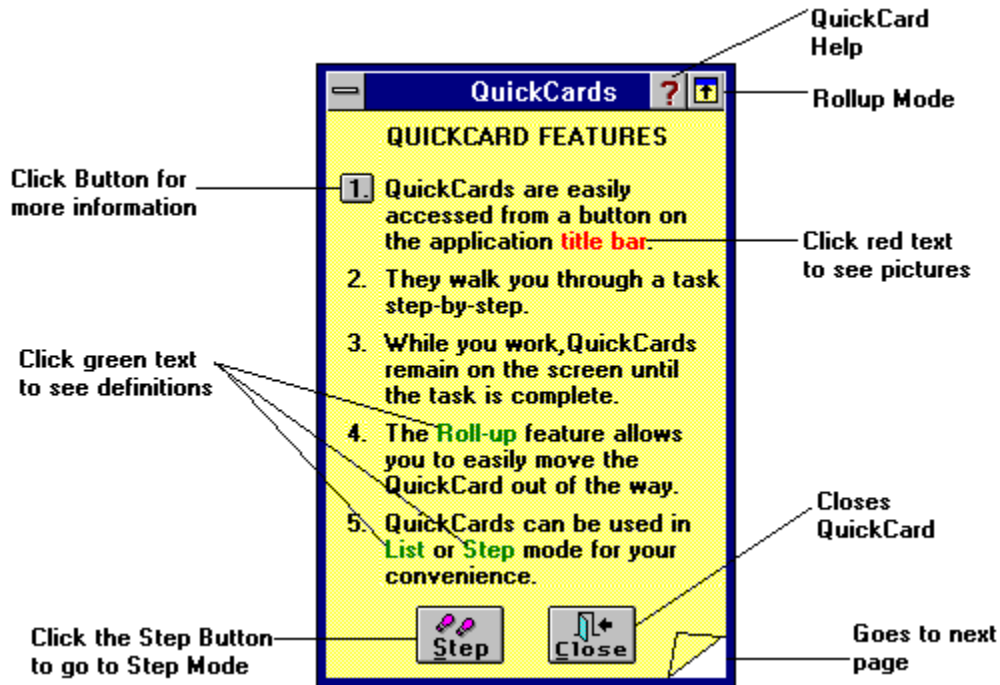 QuickCard
Help
QuickCards ?
Rollup Mode
QUICKCARD FEATURES
Click Button for
more information
1. QuickCards are easily
accessed from a button on
the application title bar.
Click red text
to see pictures
2. They walk you through a task
step-by-step.
3. While you work,QuickCards
remain on the screen until
the task is complete.
Click green text
to see definitions
4. The Roll-up feature allows
you to easily move the
QuickCard out of the way.
5. QuickCards can be used in
List or Step mode for your
convenience.
Closes
QuickCard
Click the Step Button
to go to Step Mode
Step
Close
Goes to next
page